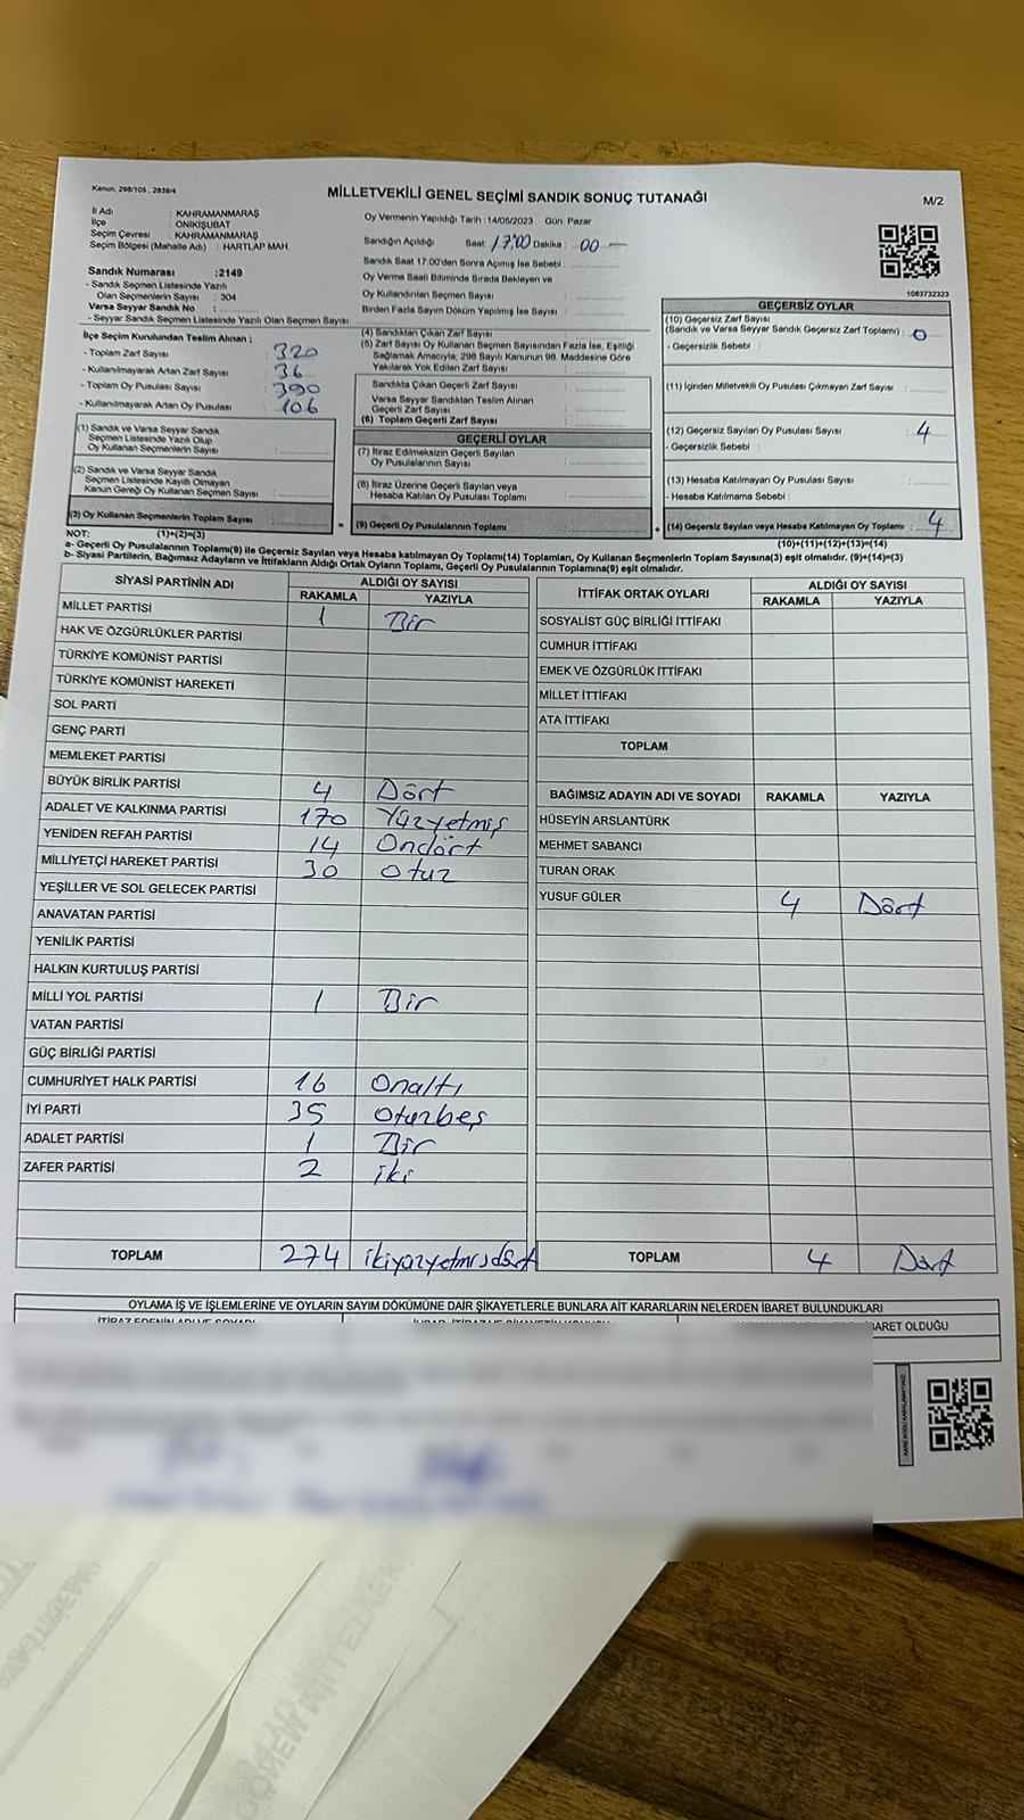 Kanun, 298/105 , 2839/4
MİLLETVEKİLİ GENEL SEÇİMİ SANDIK SONUÇ TUTANAĞI
M/2
İl Adı : KAHRAMANMARAŞ
İlçe : ONİKİŞUBAT
Seçim Çevresi : KAHRAMANMARAŞ
Seçim Bölgesi (Mahalle Adı) : HARTLAP MAH.
Oy Vermenin Yapıldığı Tarih :14/05/2023 Gün: Pazar
Sandığın Açıldığı Saat 17:00 Dakika : 00
Sandık Saat 17.00'den Sonra Açımış İse Sebebi
Oy Verme Saati Bitiminde Sırada Bekleyen ve
Oy Kullandırılan Seçmen Sayısı
Birden Fazla Sayım Döküm Yapılmış İse Sayısı
Sandık Numarası :2149
- Sandık Seçmen Listesinde Yazılı
Olan Seçmenlerin Sayısı : 304
Varsa Seyyar Sandık No
- Seyyar Sandık Seçmen Listesinde Yazılı Olan Seçmen Sayısı
İlçe Seçim Kurulundan Teslim Alınan :
- Toplam Zarf Sayısı : 320
- Kullanılmayarak Artan Zarf Sayısı : 36
- Toplam Oy Pusulası Sayısı : 390
- Kullanılmayarak Artan Oy Pusulası : 106
(1) Sandık ve Varsa Seyyar Sandık
Seçmen Listesinde Yazılı Olup
Oy Kullanan Seçmenlerin Sayısı
(2) Sandık ve Varsa Seyyar Sandık
Seçmen Listesinde Kayıtlı Olmayan
Kanun Gereği Oy Kullanan Seçmen Sayısı
(3) Oy Kullanan Seçmenlerin Toplam Sayısı
(4) Sandıktan Çıkan Zarf Sayısı
(5) Zarf Sayısı Oy Kullanan Seçmen Sayısından Fazla İse, Eşitliği
Sağlamak Amacıyla, 298 Sayılı Kanunun 98. Maddesine Göre
Yakılarak Yok Edilen Zarf Sayısı
Sandıkta Çıkan Geçerli Zarf Sayısı
Varsa Seyyar Sandıktan Teslim Alınan
Geçerli Zarf Sayısı
(6) Toplam Geçerli Zarf Sayısı
GEÇERLİ OYLAR
(7) İtiraz Edilmeksizin Geçerli Sayılan
Oy Pusulalarının Sayısı
(8) İtiraz Üzerine Geçerli Sayılan veya
Hesaba Katılan Oy Pusulası Toplamı
= (9) Geçerli Oy Pusulalarının Toplamı
1083732323
GEÇERSİZ OYLAR
(10) Geçersiz Zarf Sayısı
(Sandık ve Varsa Seyyar Sandık Geçersiz Zarf Toplamı) : 0
- Geçersizlik Sebebi :
(11) İçinden Milletvekili Oy Pusulası Çıkmayan Zarf Sayısı
(12) Geçersiz Sayılan Oy Pusulası Sayısı : 4
- Geçersizlik Sebebi :
(13) Hesaba Katılmayan Oy Pusulası Sayısı :
- Hesaba Katılmama Sebebi :
+ (14) Geçersiz Sayılan veya Hesaba Katılmayan Oy Toplamı : 4
(10)+(11)+(12)+(13)=(14)
NOT: (1)+(2)=(3)
a- Geçerli Oy Pusulalarının Toplamı(9) ile Geçersiz Sayılan veya Hesaba katılmayan Oy Toplamı(14) Toplamları, Oy Kullanan Seçmenlerin Toplam Sayısına(3) eşit olmalıdır. (9)+(14)=(3)
b- Siyasi Partilerin, Bağımsız Adayların ve İttifakların Aldığı Ortak Oyların Toplamı, Geçerli Oy Pusulalarının Toplamına(9) eşit olmalıdır.
SİYASİ PARTİNİN ADI ALDIĞI OY SAYISI
RAKAMLA YAZIYLA
MİLLET PARTİSİ 1 Bir
HAK VE ÖZGÜRLÜKLER PARTİSİ
TÜRKİYE KOMÜNİST PARTİSİ
TÜRKİYE KOMÜNİST HAREKETİ
SOL PARTİ
GENÇ PARTİ
MEMLEKET PARTİSİ
BÜYÜK BİRLİK PARTİSİ 4 Dört
ADALET VE KALKINMA PARTİSİ 170 Yüzyetmiş
YENİDEN REFAH PARTİSİ 14 Ondört
MİLLİYETÇİ HAREKET PARTİSİ 30 Otuz
YEŞİLLER VE SOL GELECEK PARTİSİ
ANAVATAN PARTİSİ
YENİLİK PARTİSİ
HALKIN KURTULUŞ PARTİSİ
MİLLİ YOL PARTİSİ 1 Bir
VATAN PARTİSİ
GÜÇ BİRLİĞİ PARTİSİ
CUMHURİYET HALK PARTİSİ 16 Onaltı
İYİ PARTİ 35 Oturbeş
ADALET PARTİSİ 1 Bir
ZAFER PARTİSİ 2 iki
TOPLAM 274 ikiyüzyetmişdört
İTTİFAK ORTAK OYLARI ALDIĞI OY SAYISI
RAKAMLA YAZIYLA
SOSYALİST GÜÇ BİRLİĞİ İTTİFAKI
CUMHUR İTTİFAKI
EMEK VE ÖZGÜRLÜK İTTİFAKI
MİLLET İTTİFAKI
ATA İTTİFAKI
TOPLAM
BAĞIMSIZ ADAYIN ADI VE SOYADI RAKAMLA YAZIYLA
HÜSEYİN ARSLANTÜRK
MEHMET SABANCI
TURAN ORAK
YUSUF GÜLER 4 Dört
TOPLAM 4 Dört
OYLAMA İŞ VE İŞLEMLERİNE VE OYLARIN SAYIM DÖKÜMÜNE DAİR ŞİKAYETLERLE BUNLARA AİT KARARLARIN NELERDEN İBARET BULUNDUKLARI
İTİRAZ EDENİN ADI VE SOYADI
OLDUĞU